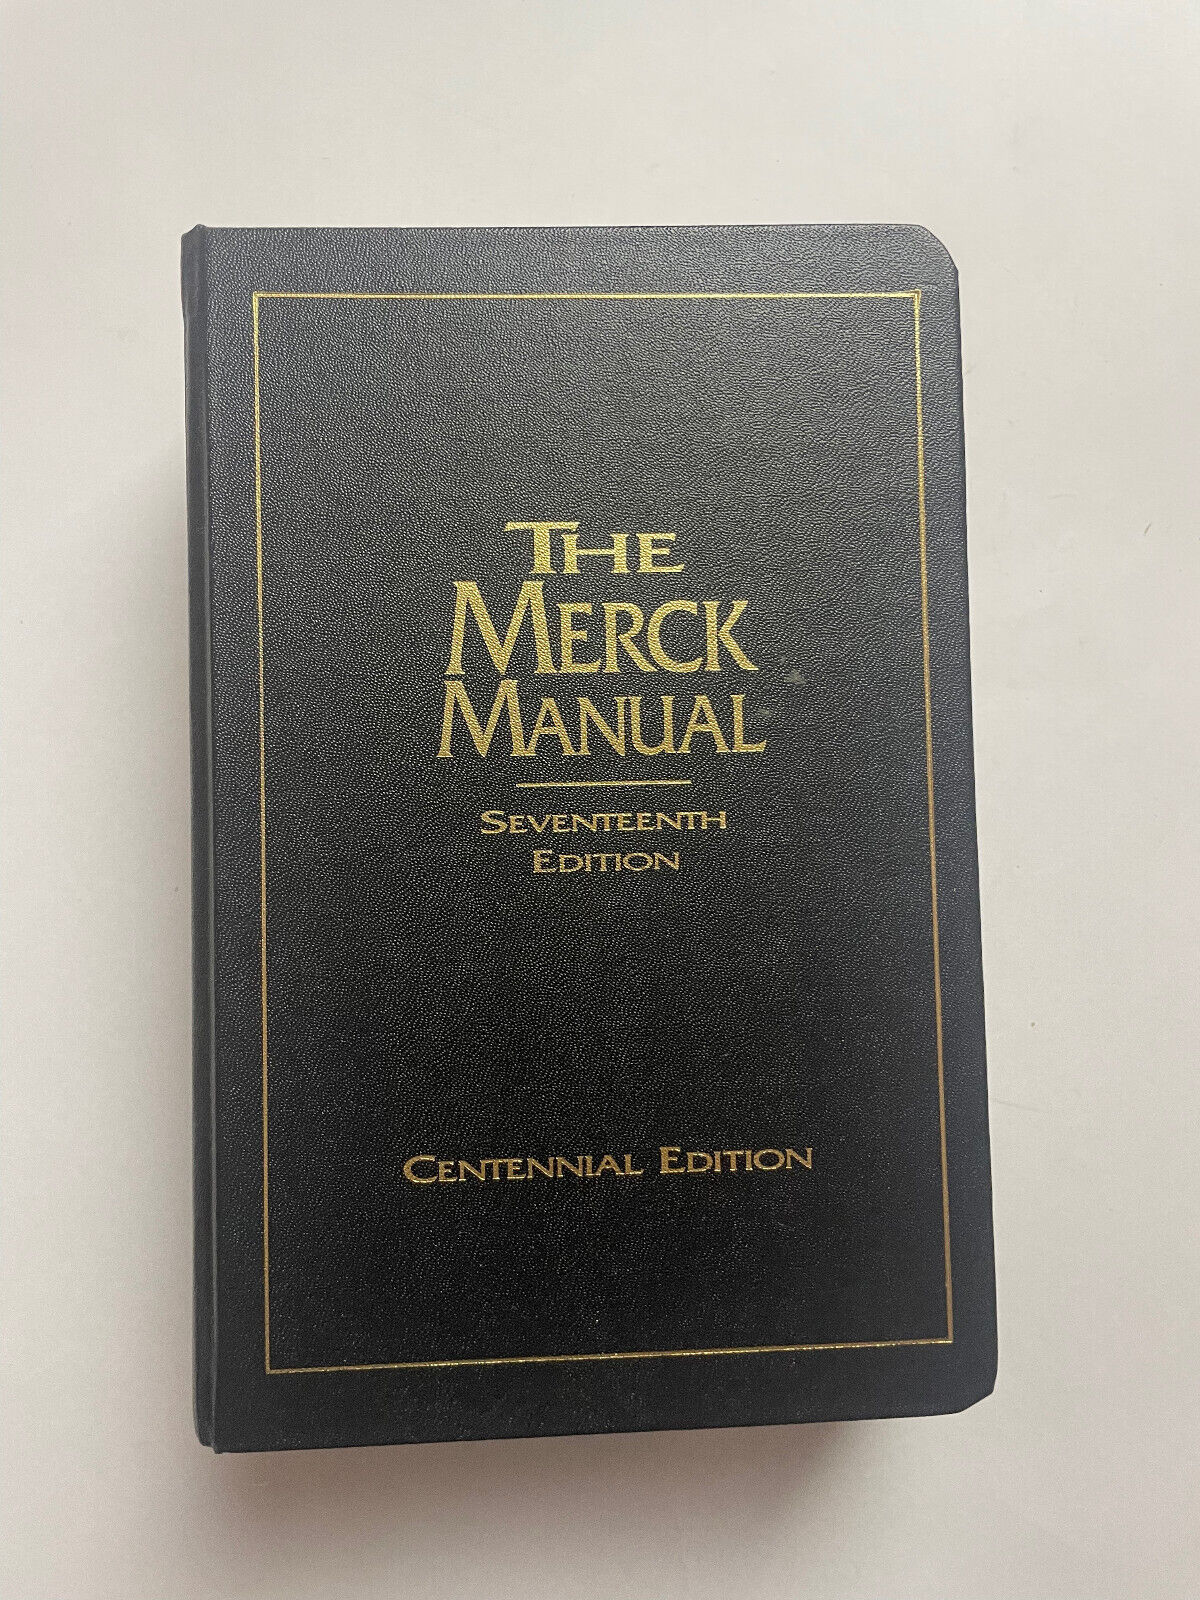 THE
MERCK
MANUAL
SEVENTEENTH
EDITION
CENTENNIAL EDITION